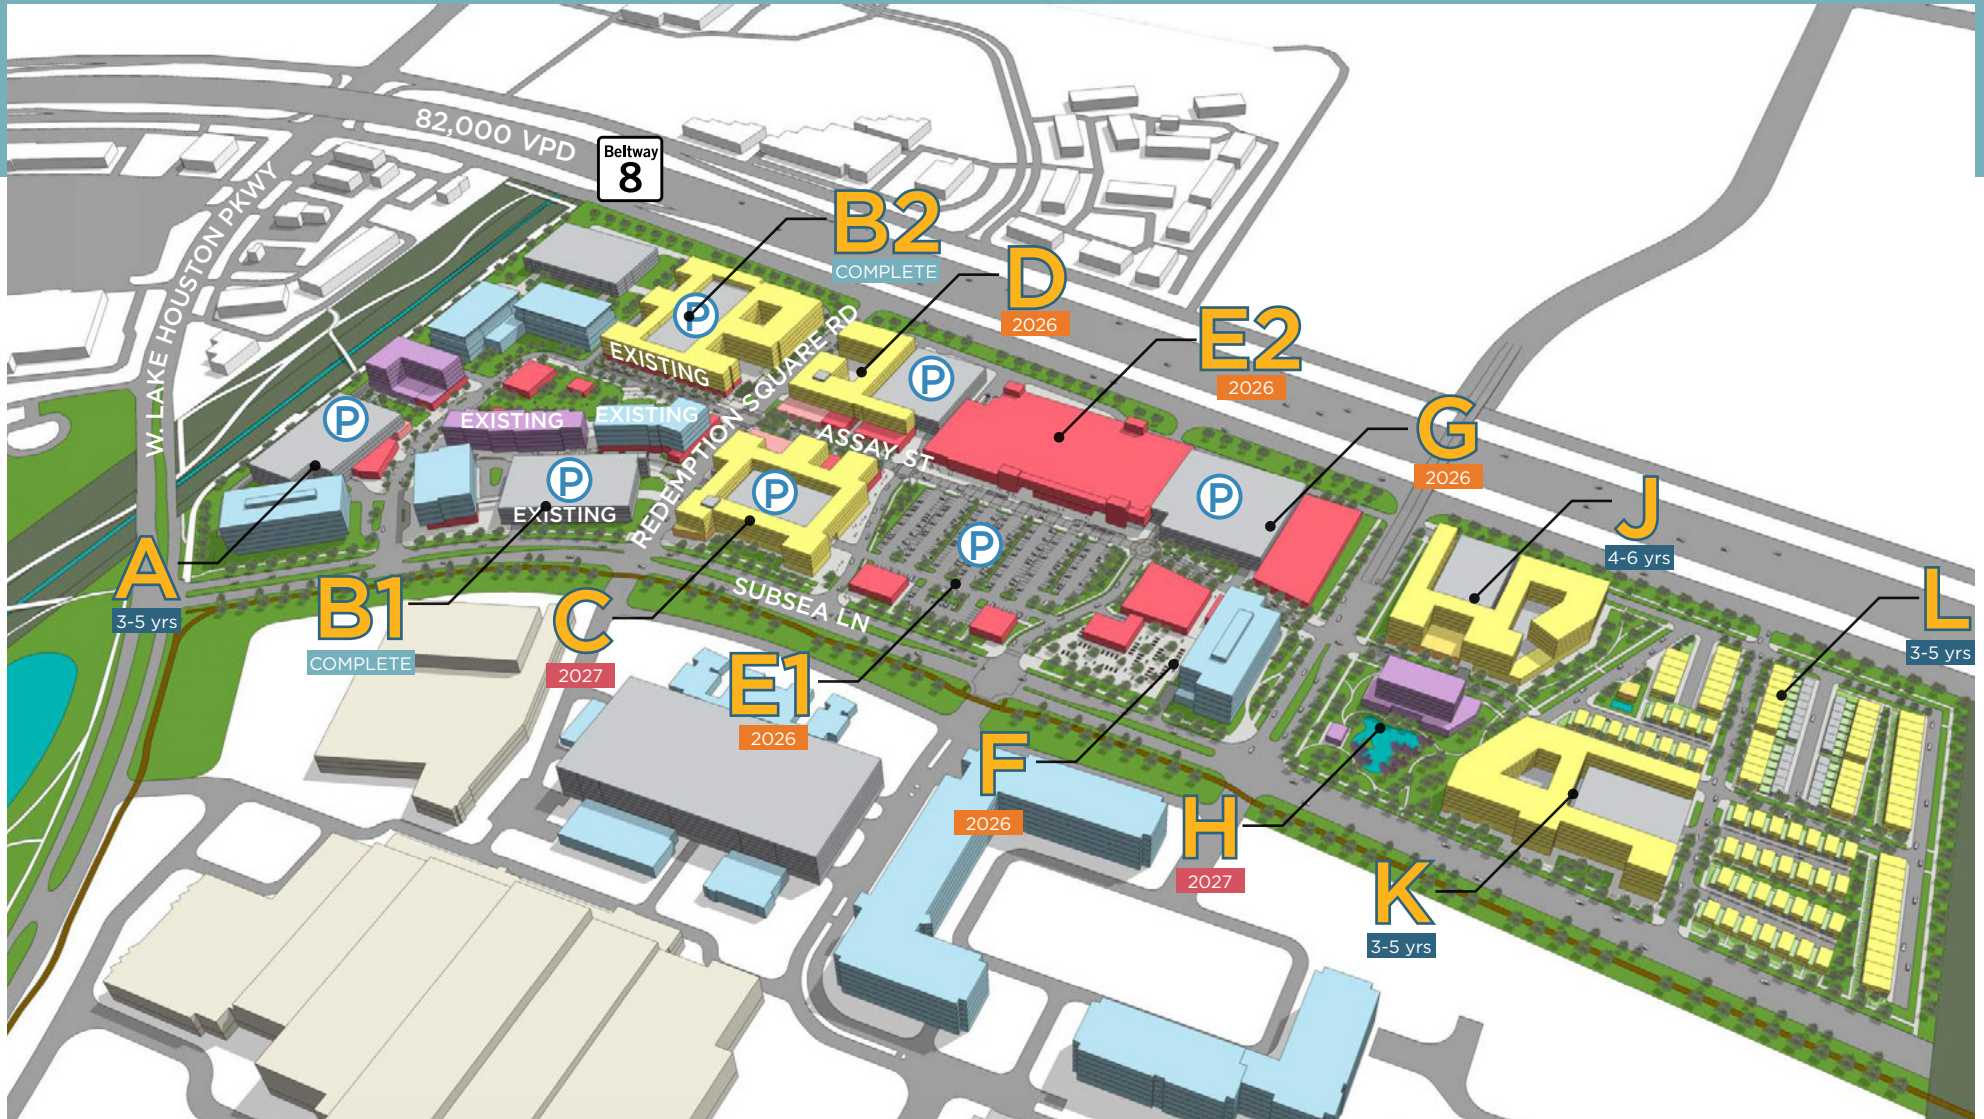 82,000 VPD
Beltway
8
W. LAKE HOUSTON PKWY
B2
COMPLETE
D
2026
E2
2026
G
2026
J
4-6 yrs
L
3-5 yrs
P
EXISTING
REDEMPTION SQUARE RD
P
P
EXISTING
EXISTING
ASSAY ST
P
EXISTING
P
P
P
A
3-5 yrs
B1
COMPLETE
C
2027
SUBSEA LN
E1
2026
F
2026
H
2027
K
3-5 yrs